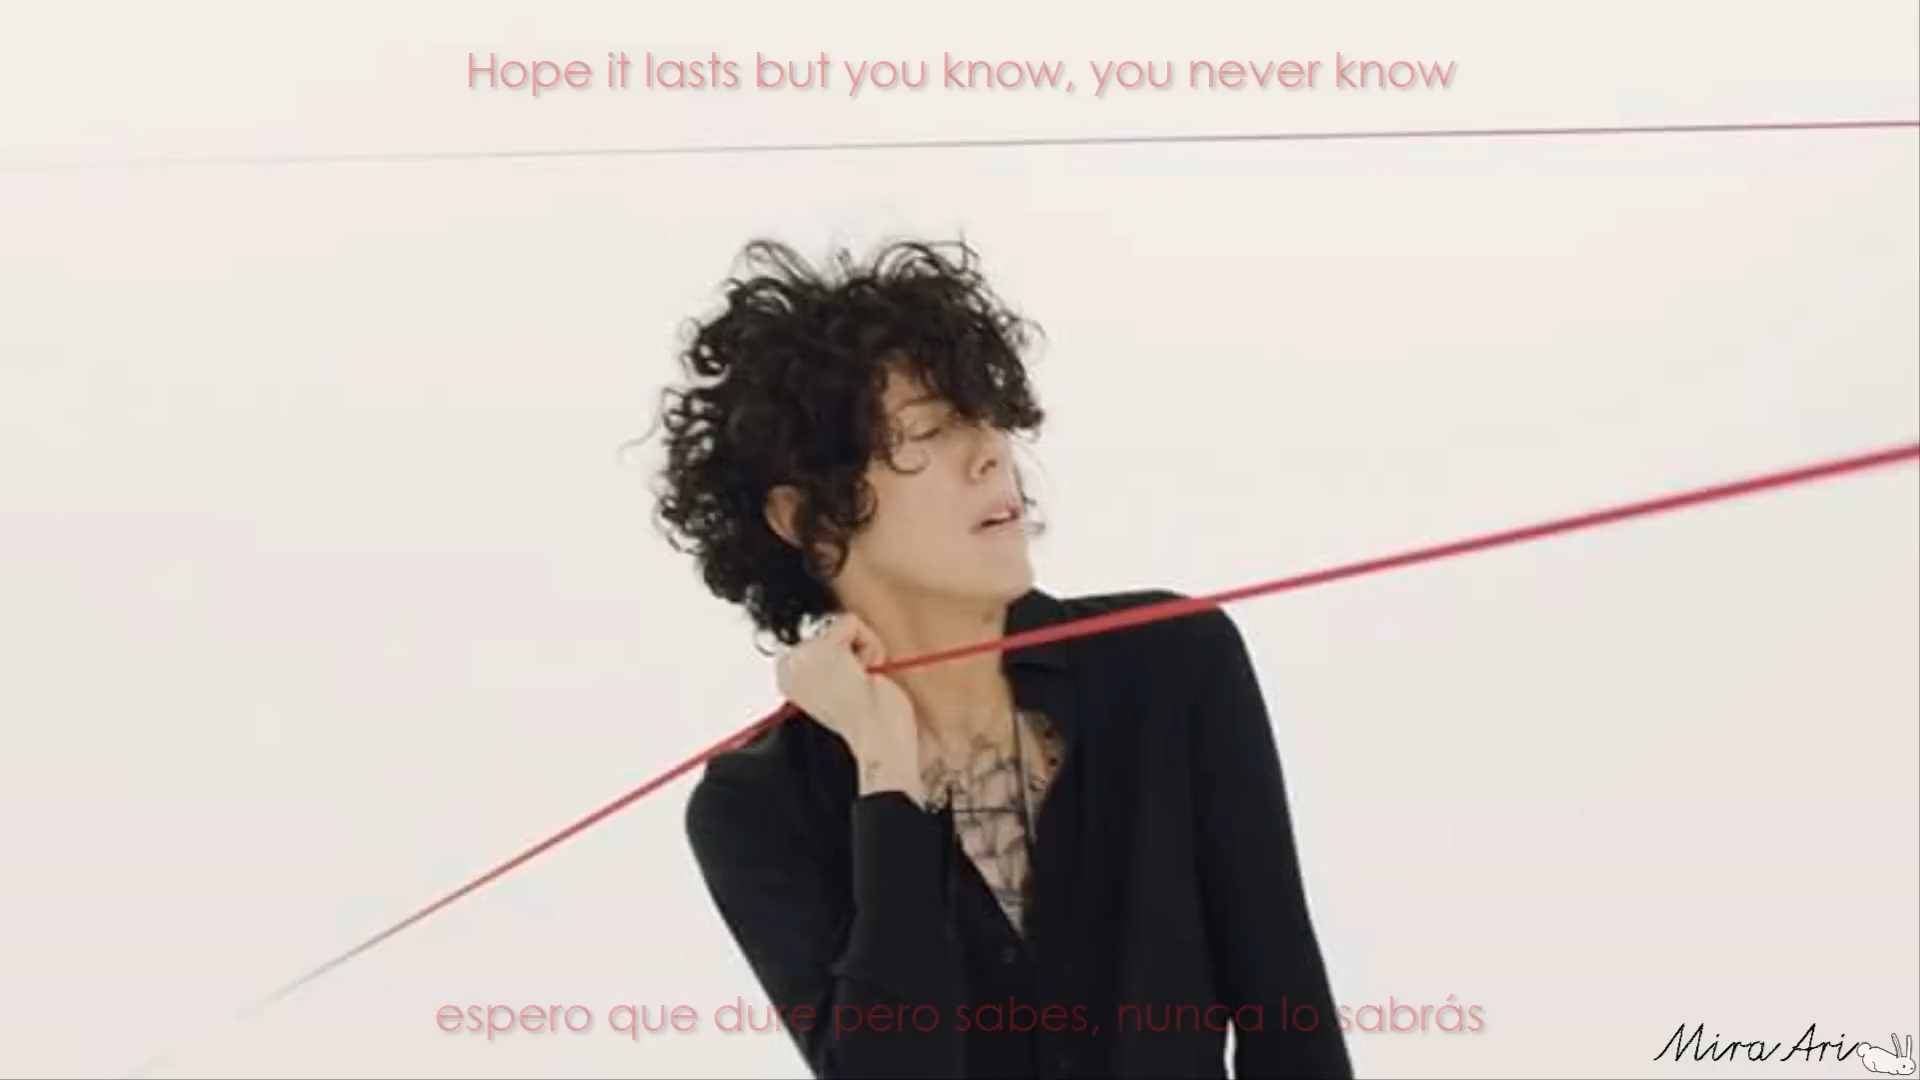 Hope it lasts but you know, you never know
espero que dure pero sabes, nunca lo sabrás
Mira Ari